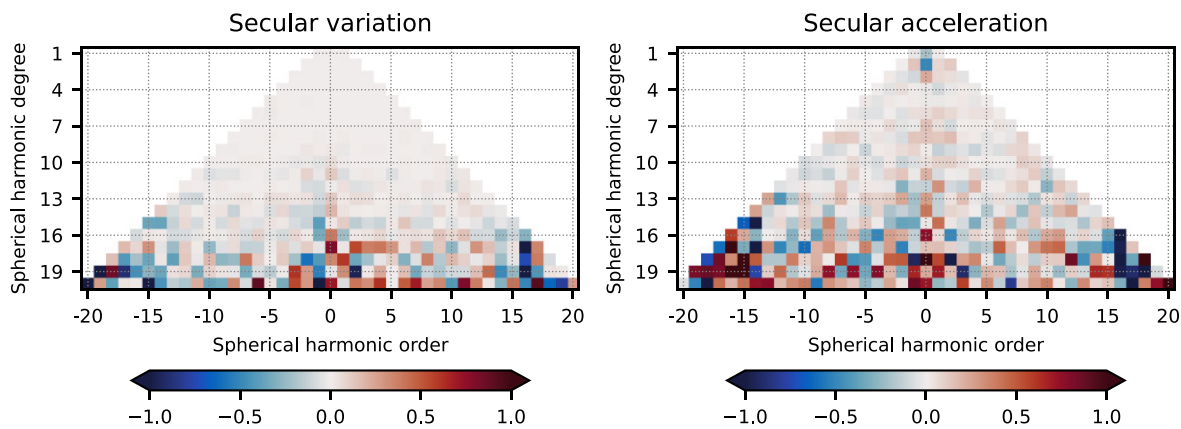 Secular variation
Spherical harmonic degree
1
4
7
10
13
16
19
-20 -15 -10 -5 0 5 10 15 20
Spherical harmonic order
−1.0 −0.5 0.0 0.5 1.0
Secular acceleration
Spherical harmonic degree
1
4
7
10
13
16
19
-20 -15 -10 -5 0 5 10 15 20
Spherical harmonic order
−1.0 −0.5 0.0 0.5 1.0